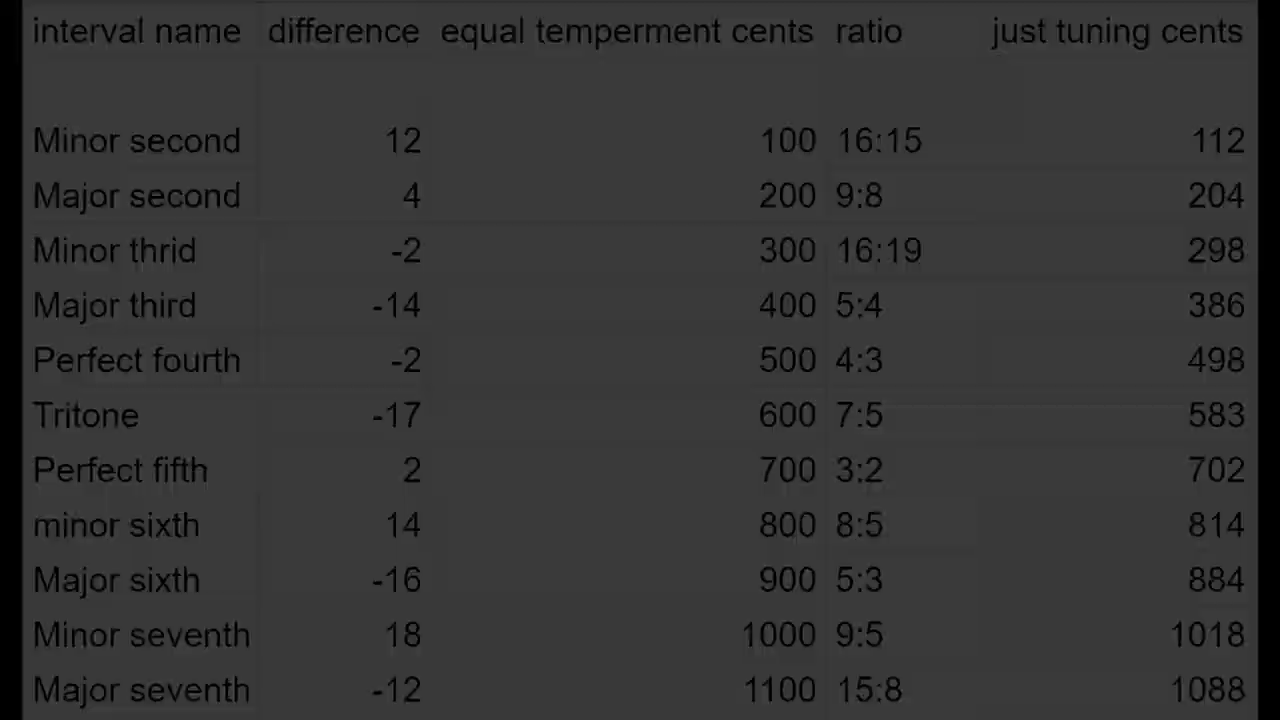 interval name difference equal temperment cents ratio just tuning cents
Minor second 12 100 16:15 112
Major second 4 200 9:8 204
Minor thrid -2 300 16:19 298
Major third -14 400 5:4 386
Perfect fourth -2 500 4:3 498
Tritone -17 600 7:5 583
Perfect fifth 2 700 3:2 702
minor sixth 14 800 8:5 814
Major sixth -16 900 5:3 884
Minor seventh 18 1000 9:5 1018
Major seventh -12 1100 15:8 1088